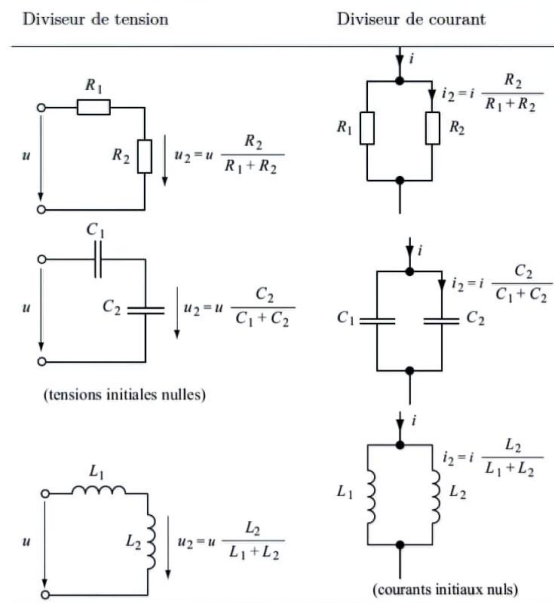 Diviseur de tension
Diviseur de courant
R₁
R₂
u
u₂ = u R₂ / (R₁ + R₂)
i
R₁
R₂
i₂ = i R₂ / (R₁ + R₂)
C₁
C₂
u
u₂ = u C₂ / (C₁ + C₂)
(tensions initiales nulles)
i
C₁
C₂
i₂ = i C₂ / (C₁ + C₂)
L₁
L₂
u
u₂ = u L₂ / (L₁ + L₂)
i
L₁
L₂
i₂ = i L₂ / (L₁ + L₂)
(courants initiaux nuls)